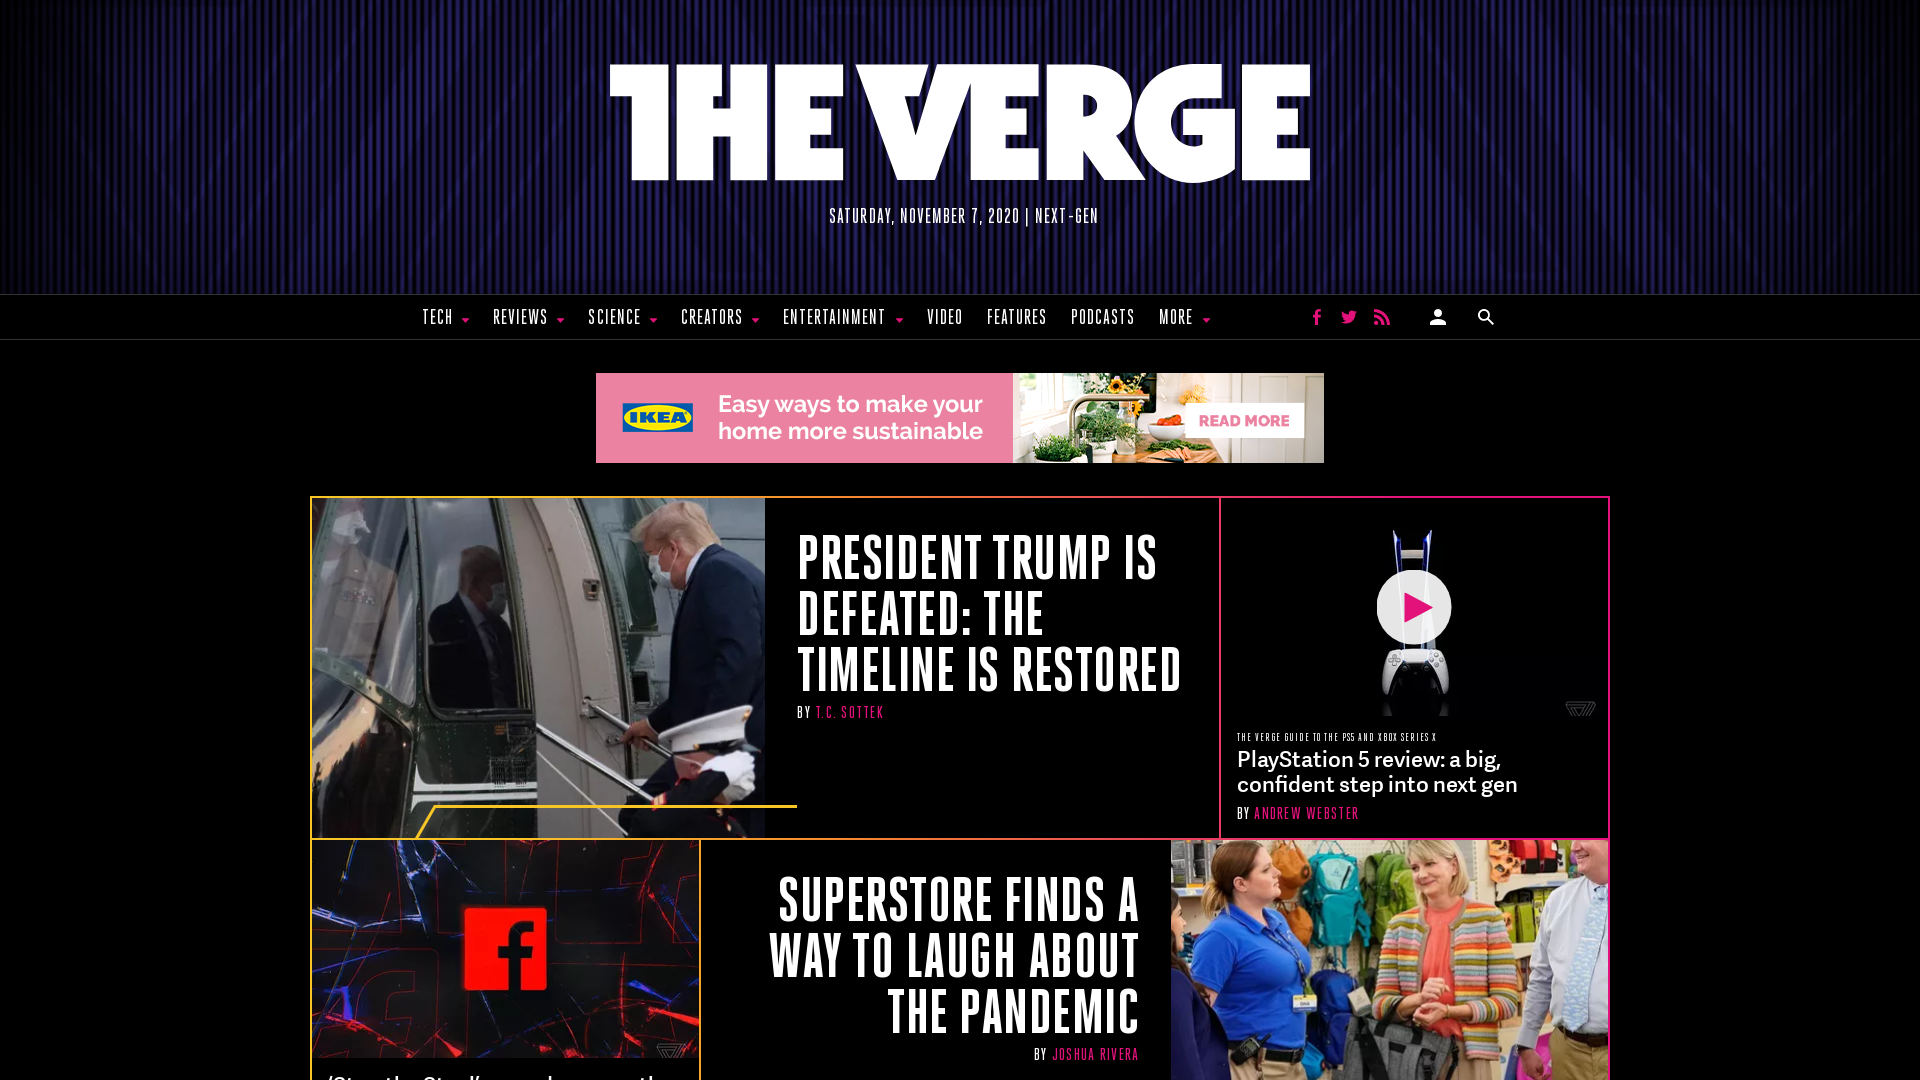 THE VERGE
SATURDAY, NOVEMBER 7, 2020 | NEXT-GEN
TECH REVIEWS SCIENCE CREATORS ENTERTAINMENT VIDEO FEATURES PODCASTS MORE
IKEA
Easy ways to make your
home more sustainable
READ MORE
PRESIDENT TRUMP IS
DEFEATED: THE
TIMELINE IS RESTORED
BY T.C. SOTTEK
THE VERGE GUIDE TO THE PS5 AND XBOX SERIES X
PlayStation 5 review: a big,
confident step into next gen
BY ANDREW WEBSTER
SUPERSTORE FINDS A
WAY TO LAUGH ABOUT
THE PANDEMIC
BY JOSHUA RIVERA